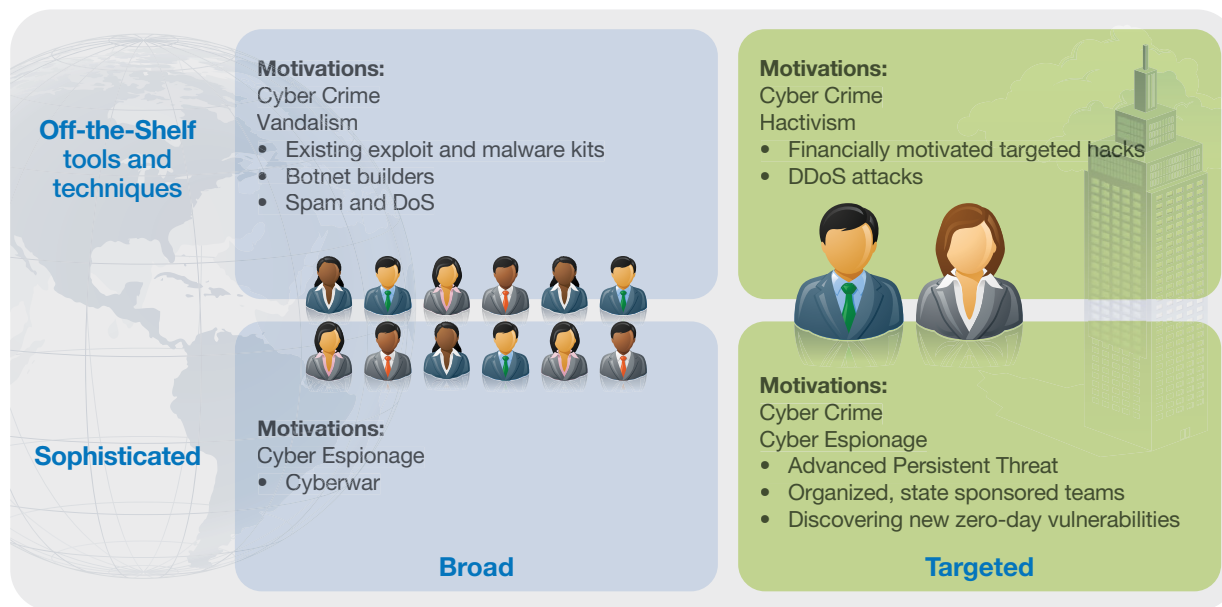 Off-the-Shelf
tools and
techniques
Motivations:
Cyber Crime
Vandalism
• Existing exploit and malware kits
• Botnet builders
• Spam and DoS
Motivations:
Cyber Crime
Hactivism
• Financially motivated targeted hacks
• DDoS attacks
Sophisticated
Motivations:
Cyber Espionage
• Cyberwar
Broad
Motivations:
Cyber Crime
Cyber Espionage
• Advanced Persistent Threat
• Organized, state sponsored teams
• Discovering new zero-day vulnerabilities
Targeted